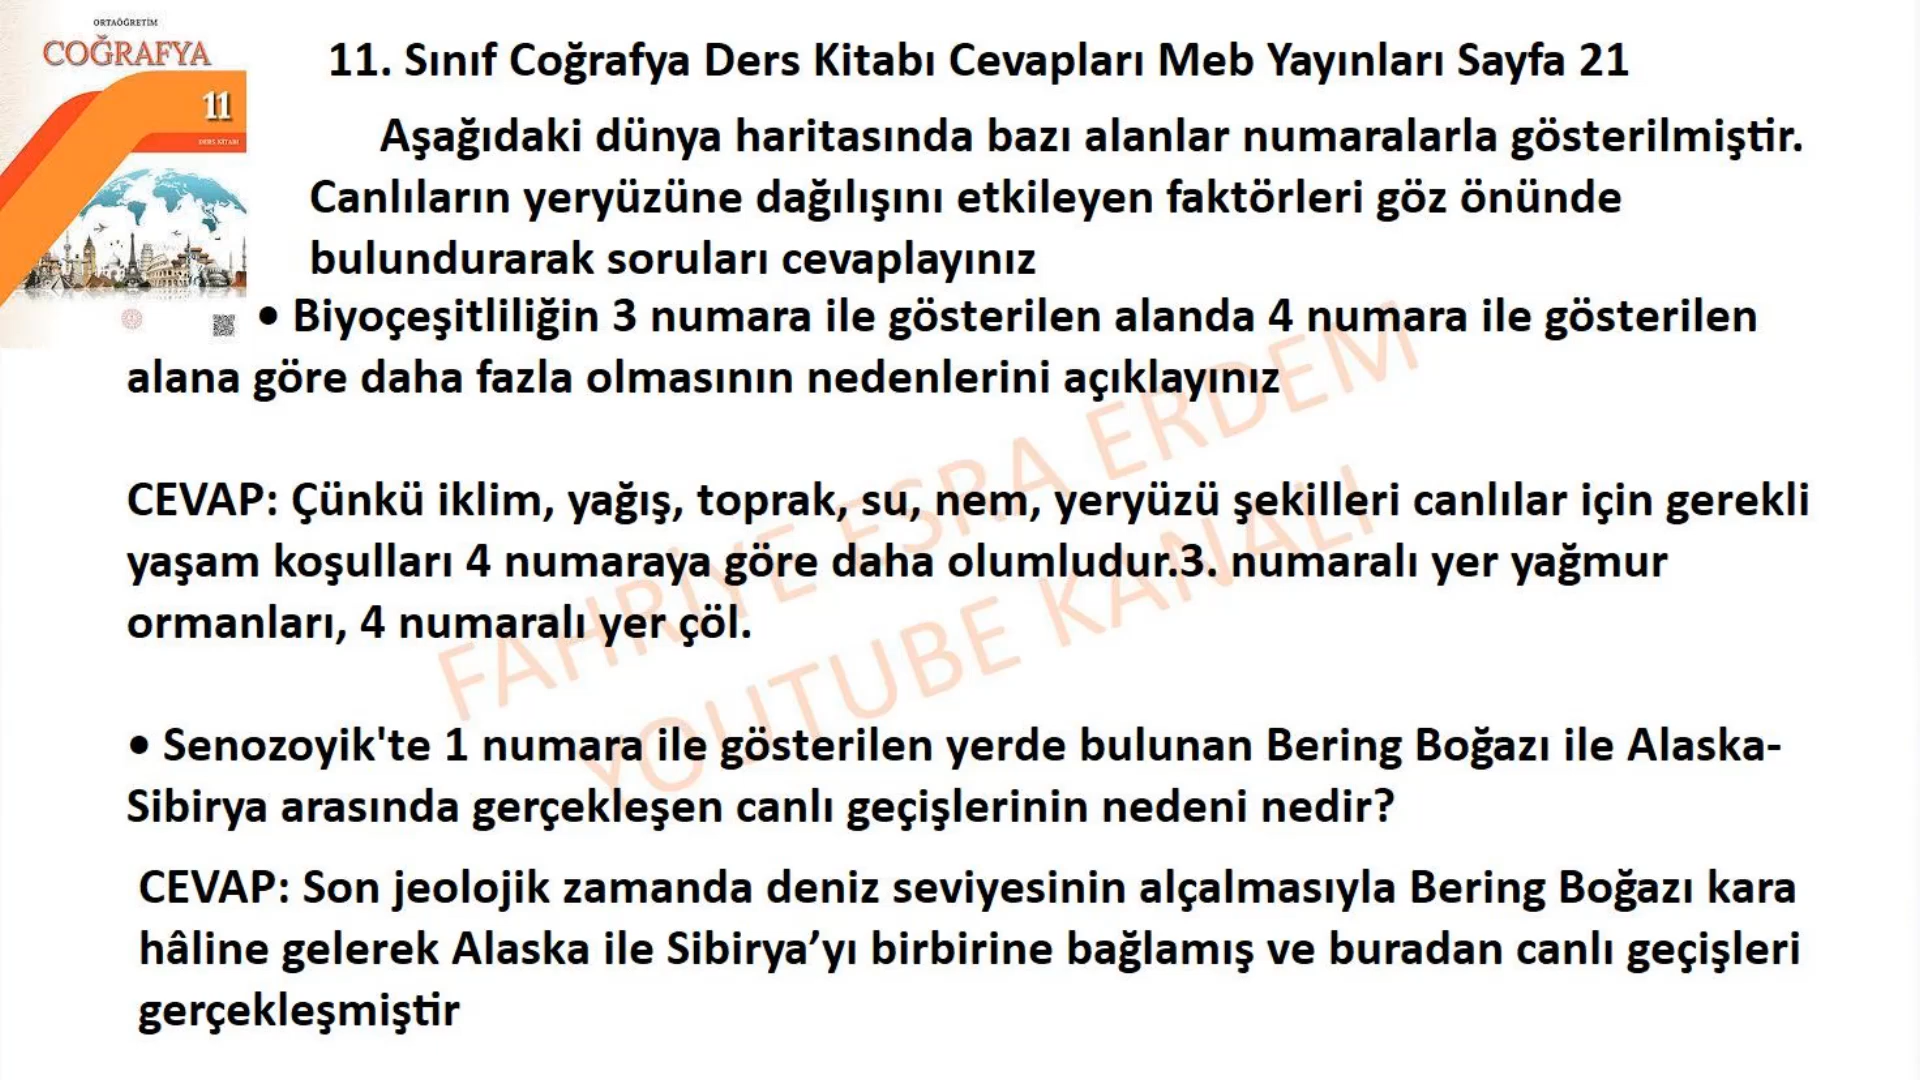 ORTAÖĞRETİM
COĞRAFYA
11
DERS KİTABI
11. Sınıf Coğrafya Ders Kitabı Cevapları Meb Yayınları Sayfa 21
Aşağıdaki dünya haritasında bazı alanlar numaralarla gösterilmiştir.
Canlıların yeryüzüne dağılışını etkileyen faktörleri göz önünde
bulundurarak soruları cevaplayınız
• Biyoçeşitliliğin 3 numara ile gösterilen alanda 4 numara ile gösterilen
alana göre daha fazla olmasının nedenlerini açıklayınız
CEVAP: Çünkü iklim, yağış, toprak, su, nem, yeryüzü şekilleri canlılar için gerekli
yaşam koşulları 4 numaraya göre daha olumludur.3. numaralı yer yağmur
ormanları, 4 numaralı yer çöl.
• Senozoyik'te 1 numara ile gösterilen yerde bulunan Bering Boğazı ile Alaska-
Sibirya arasında gerçekleşen canlı geçişlerinin nedeni nedir?
CEVAP: Son jeolojik zamanda deniz seviyesinin alçalmasıyla Bering Boğazı kara
hâline gelerek Alaska ile Sibirya’yı birbirine bağlamış ve buradan canlı geçişleri
gerçekleşmiştir
FAHRİYE ESRA ERDEM
YOUTUBE KANALI